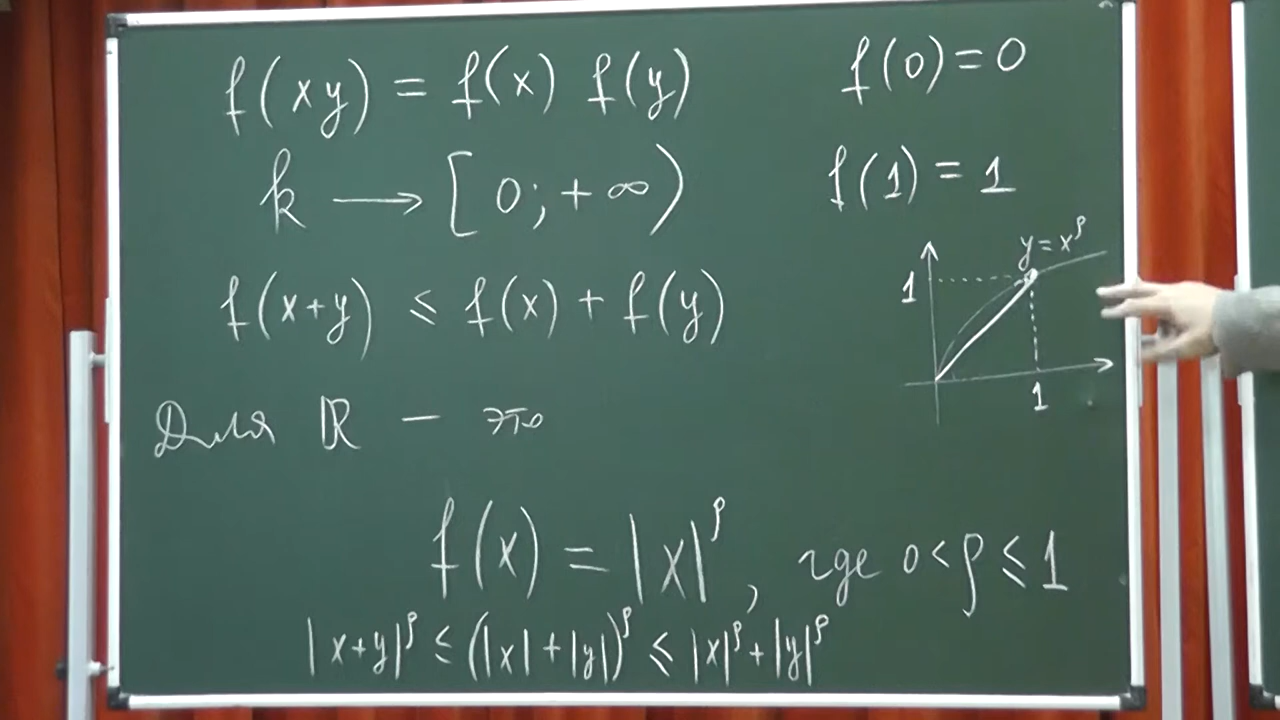 f(xy) = f(x) f(y)
k → [0; +∞)
f(x+y) ≤ f(x) + f(y)
Для ℝ – это
f(x) = |x|^ρ, где 0 < ρ ≤ 1
|x+y|^ρ ≤ (|x|+|y|)^ρ ≤ |x|^ρ + |y|^ρ
f(0) = 0
f(1) = 1
y = x^ρ
1
1